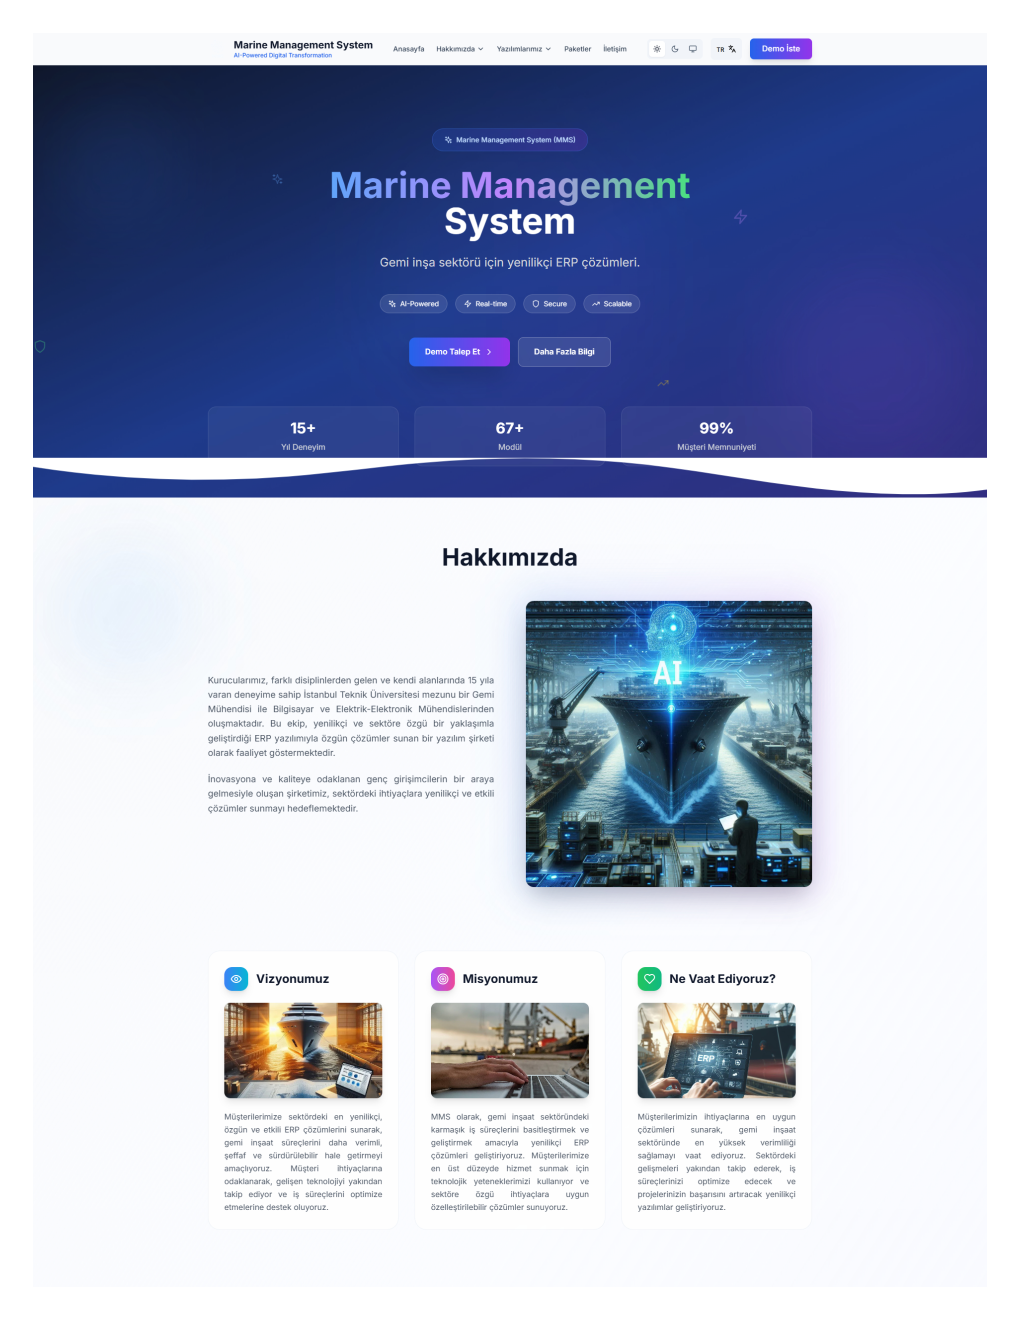 Marine Management System
AI-Powered Digital Transformation
Anasayfa
Hakkımızda
Yazılımlarımız
Paketler
İletişim
TR
Demo İste
Marine Management System (MMS)
Marine Management
System
Gemi inşa sektörü için yenilikçi ERP çözümleri.
AI-Powered
Real-time
Secure
Scalable
Demo Talep Et
Daha Fazla Bilgi
15+
Yıl Deneyim
67+
Modül
99%
Müşteri Memnuniyeti
Hakkımızda
Kurucularımız, farklı disiplinlerden gelen ve kendi alanlarında 15 yıla
varan deneyime sahip İstanbul Teknik Üniversitesi mezunu bir Gemi
Mühendisi ile Bilgisayar ve Elektrik-Elektronik Mühendislerinden
oluşmaktadır. Bu ekip, yenilikçi ve sektöre özgü bir yaklaşımla
geliştirdiği ERP yazılımıyla özgün çözümler sunan bir yazılım şirketi
olarak faaliyet göstermektedir.
İnovasyona ve kaliteye odaklanan genç girişimcilerin bir araya
gelmesiyle oluşan şirketimiz, sektördeki ihtiyaçlara yenilikçi ve etkili
çözümler sunmayı hedeflemektedir.
AI
Vizyonumuz
Müşterilerimize sektördeki en yenilikçi,
özgün ve etkili ERP çözümlerini sunarak,
gemi inşaat süreçlerini daha verimli,
şeffaf ve sürdürülebilir hale getirmeyi
amaçlıyoruz. Müşteri ihtiyaçlarına
odaklanarak, gelişen teknolojiyi yakından
takip ediyor ve iş süreçlerini optimize
etmelerine destek oluyoruz.
Misyonumuz
MMS olarak, gemi inşaat sektöründeki
karmaşık iş süreçlerini basitleştirmek ve
geliştirmek amacıyla yenilikçi ERP
çözümleri geliştiriyoruz. Müşterilerimize
en üst düzeyde hizmet sunmak için
teknolojik yeteneklerimizi kullanıyor ve
sektöre özgü ihtiyaçlara uygun
özelleştirilebilir çözümler sunuyoruz.
Ne Vaat Ediyoruz?
ERP
Müşterilerimizin ihtiyaçlarına en uygun
çözümleri sunarak, gemi inşaat
sektöründe en yüksek verimliliği
sağlamayı vaat ediyoruz. Sektördeki
gelişmeleri yakından takip ederek, iş
süreçlerinizi optimize edecek ve
projelerinizin başarısını artıracak yenilikçi
yazılımlar geliştiriyoruz.